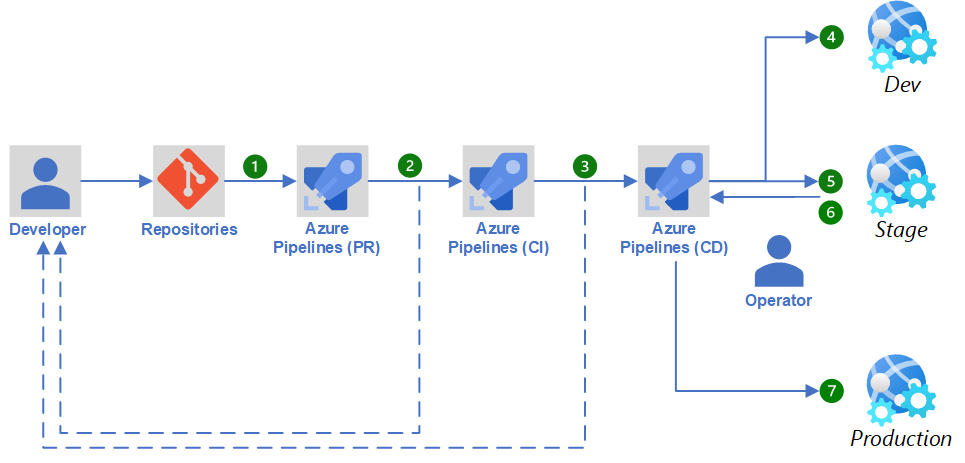 4
Dev
1
2
3
5
6
Developer
Repositories
Azure
Pipelines (PR)
Azure
Pipelines (CI)
Azure
Pipelines (CD)
Stage
Operator
7
Production